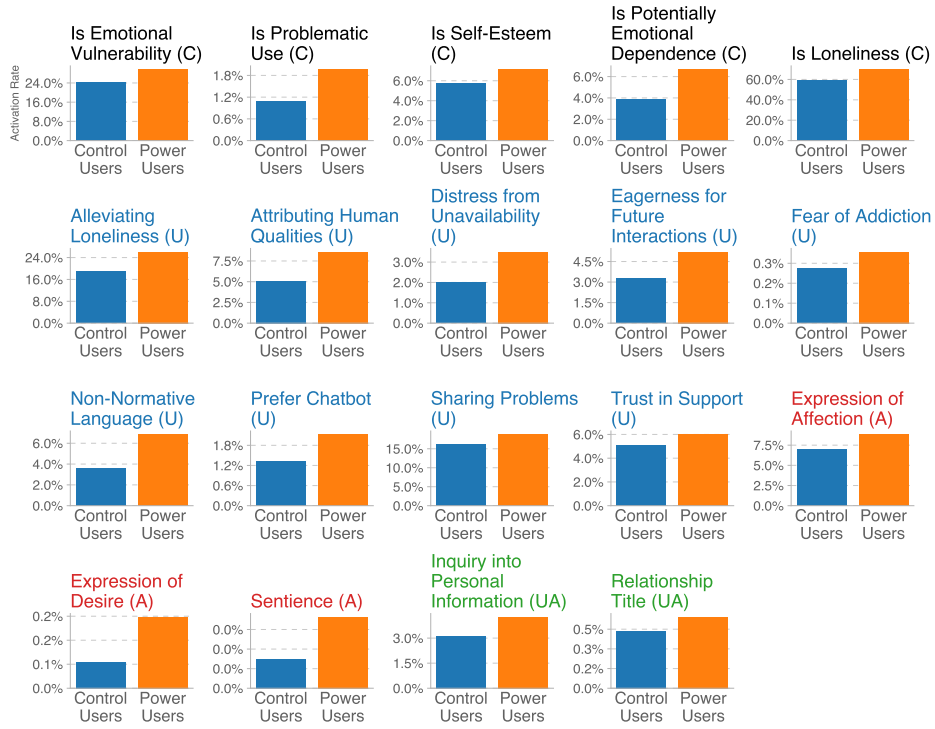 Is Emotional
Vulnerability (C)
Is Problematic
Use (C)
Is Self-Esteem
(C)
Is Potentially
Emotional
Dependence (C)
Is Loneliness (C)
Activation Rate
24.0%
16.0%
8.0%
0.0%
Control
Users
Power
Users
1.8%
1.2%
0.6%
0.0%
Control
Users
Power
Users
6.0%
4.0%
2.0%
0.0%
Control
Users
Power
Users
6.0%
4.0%
2.0%
0.0%
Control
Users
Power
Users
60.0%
40.0%
20.0%
0.0%
Control
Users
Power
Users
Alleviating
Loneliness (U)
24.0%
16.0%
8.0%
0.0%
Control
Users
Power
Users
Attributing Human
Qualities (U)
7.5%
5.0%
2.5%
0.0%
Control
Users
Power
Users
Distress from
Unavailability
(U)
3.0%
2.0%
1.0%
0.0%
Control
Users
Power
Users
Eagerness for
Future
Interactions (U)
4.5%
3.0%
1.5%
0.0%
Control
Users
Power
Users
Fear of Addiction
(U)
0.3%
0.2%
0.1%
0.0%
Control
Users
Power
Users
Non-Normative
Language (U)
6.0%
4.0%
2.0%
0.0%
Control
Users
Power
Users
Prefer Chatbot
(U)
1.8%
1.2%
0.6%
0.0%
Control
Users
Power
Users
Sharing Problems
(U)
15.0%
10.0%
5.0%
0.0%
Control
Users
Power
Users
Trust in Support
(U)
6.0%
4.0%
2.0%
0.0%
Control
Users
Power
Users
Expression of
Affection (A)
7.5%
5.0%
2.5%
0.0%
Control
Users
Power
Users
Expression of
Desire (A)
0.2%
0.2%
0.1%
0.0%
Control
Users
Power
Users
Sentience (A)
0.0%
0.0%
0.0%
0.0%
Control
Users
Power
Users
Inquiry into
Personal
Information (UA)
3.0%
1.5%
0.0%
Control
Users
Power
Users
Relationship
Title (UA)
0.5%
0.3%
0.2%
0.0%
Control
Users
Power
Users